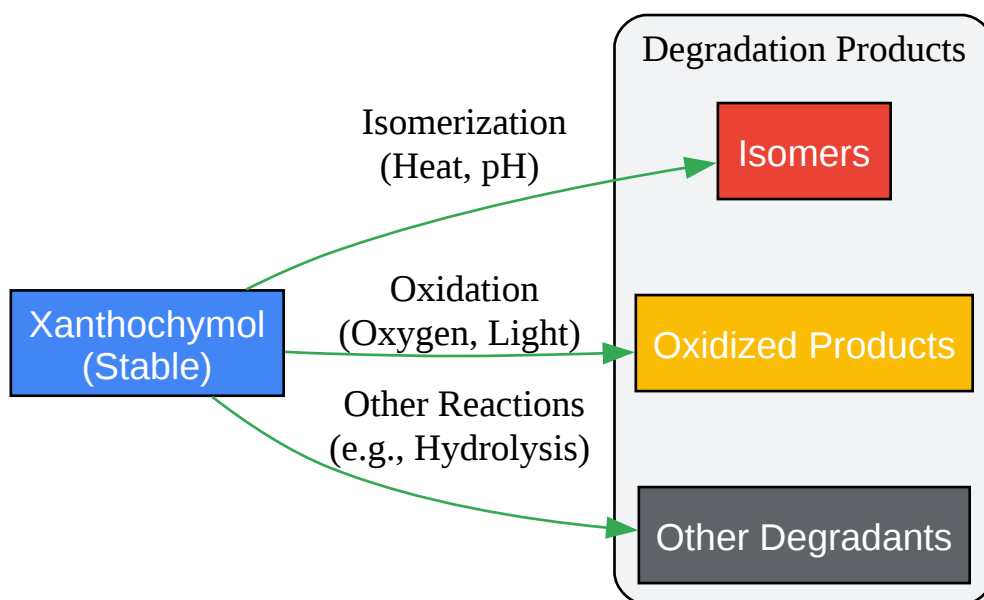 Degradation Products
Isomerization
(Heat, pH)
Isomers
Xanthochymol
(Stable)
Oxidation
(Oxygen, Light)
Oxidized Products
Other Reactions
(e.g., Hydrolysis)
Other Degradants